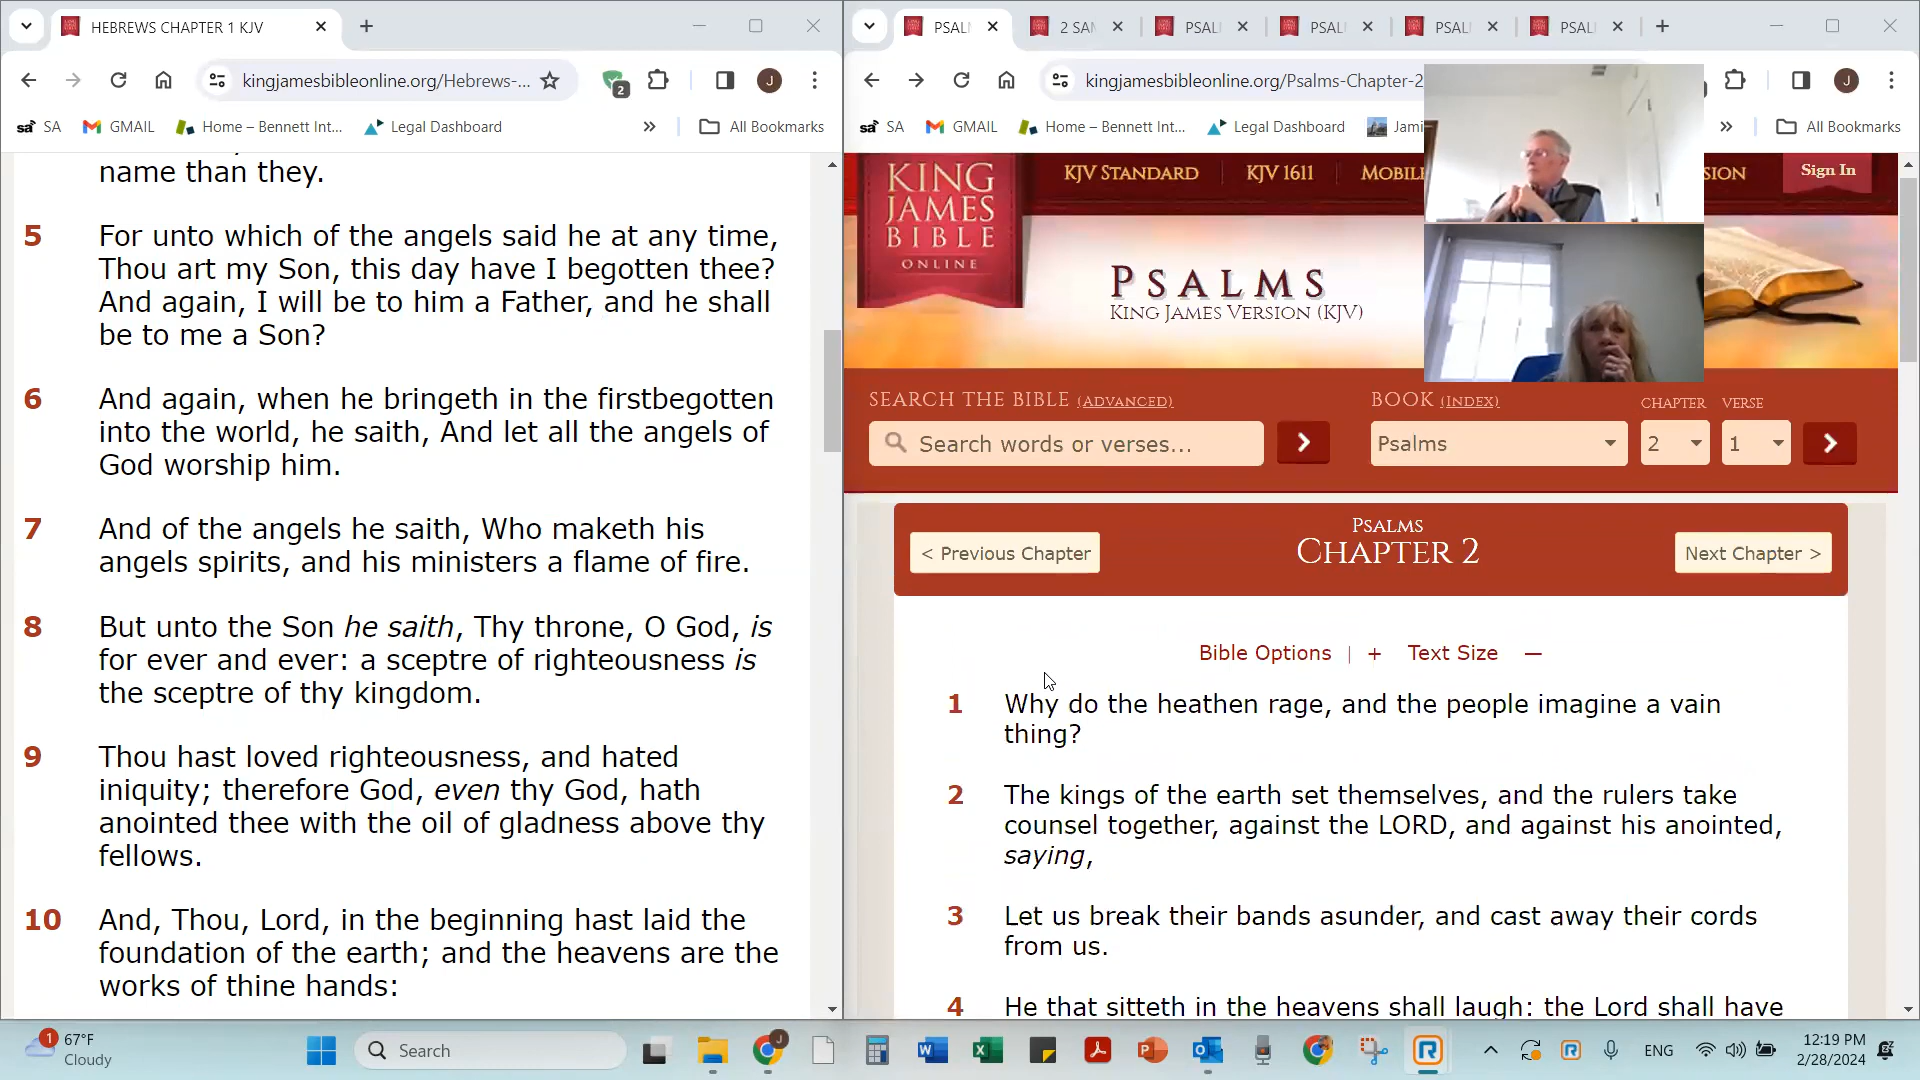 HEBREWS CHAPTER 1 KJV
kingjamesbibleonline.org/Hebrews-...
2
J
SA
GMAIL
Home – Bennett Int...
Legal Dashboard
»
All Bookmarks
name than they.
5 For unto which of the angels said he at any time,
Thou art my Son, this day have I begotten thee?
And again, I will be to him a Father, and he shall
be to me a Son?
6 And again, when he bringeth in the firstbegotten
into the world, he saith, And let all the angels of
God worship him.
7 And of the angels he saith, Who maketh his
angels spirits, and his ministers a flame of fire.
8 But unto the Son he saith, Thy throne, O God, is
for ever and ever: a sceptre of righteousness is
the sceptre of thy kingdom.
9 Thou hast loved righteousness, and hated
iniquity; therefore God, even thy God, hath
anointed thee with the oil of gladness above thy
fellows.
10 And, Thou, Lord, in the beginning hast laid the
foundation of the earth; and the heavens are the
works of thine hands:
PSALM
2 SAM
PSAL
PSAL
PSAL
PSAL
kingjamesbibleonline.org/Psalms-Chapter-2
J
SA
GMAIL
Home – Bennett Int...
Legal Dashboard
Jami
»
All Bookmarks
KING
JAMES
BIBLE
ONLINE
KJV STANDARD
KJV 1611
MOBILE
SION
Sign In
PSALMS
KING JAMES VERSION (KJV)
SEARCH THE BIBLE (ADVANCED)
Search words or verses...
BOOK (INDEX)
CHAPTER
VERSE
Psalms
2
1
< Previous Chapter
PSALMS
CHAPTER 2
Next Chapter >
Bible Options | + Text Size —
1 Why do the heathen rage, and the people imagine a vain
thing?
2 The kings of the earth set themselves, and the rulers take
counsel together, against the LORD, and against his anointed,
saying,
3 Let us break their bands asunder, and cast away their cords
from us.
4 He that sitteth in the heavens shall laugh: the Lord shall have
1
67°F
Cloudy
Search
ENG
12:19 PM
2/28/2024